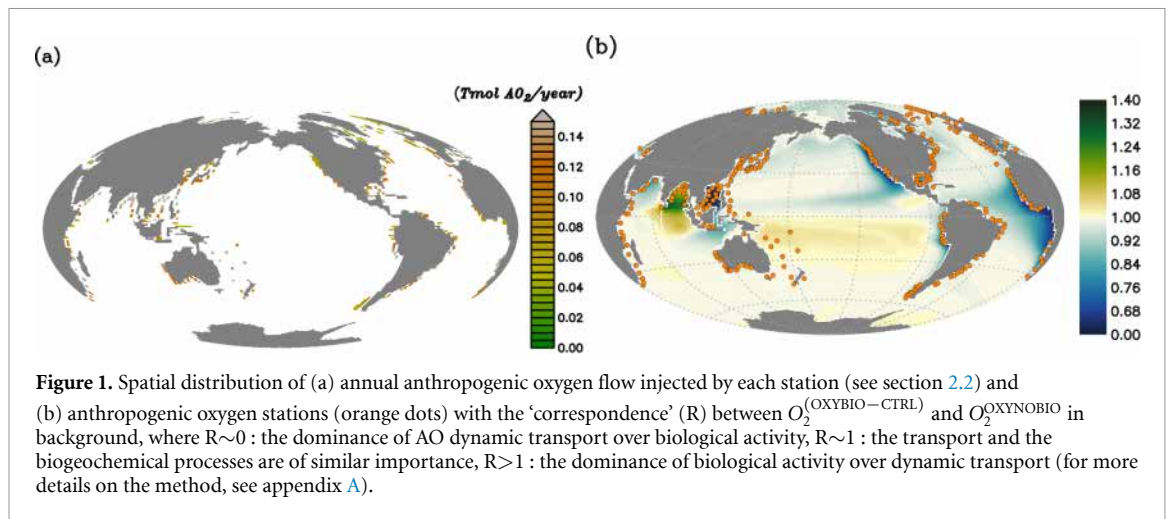 (a)
(b)
(Tmol AO₂/year)
0.14
0.12
0.10
0.08
0.06
0.04
0.02
0.00
1.40
1.32
1.24
1.16
1.08
1.00
0.92
0.84
0.76
0.68
0.00
Figure 1. Spatial distribution of (a) annual anthropogenic oxygen flow injected by each station (see section 2.2) and
(b) anthropogenic oxygen stations (orange dots) with the ‘correspondence’ (R) between O₂^(OXYBIO−CTRL) and O₂^OXYNOBIO in
background, where R∼0 : the dominance of AO dynamic transport over biological activity, R∼1 : the transport and the
biogeochemical processes are of similar importance, R>1 : the dominance of biological activity over dynamic transport (for more
details on the method, see appendix A).